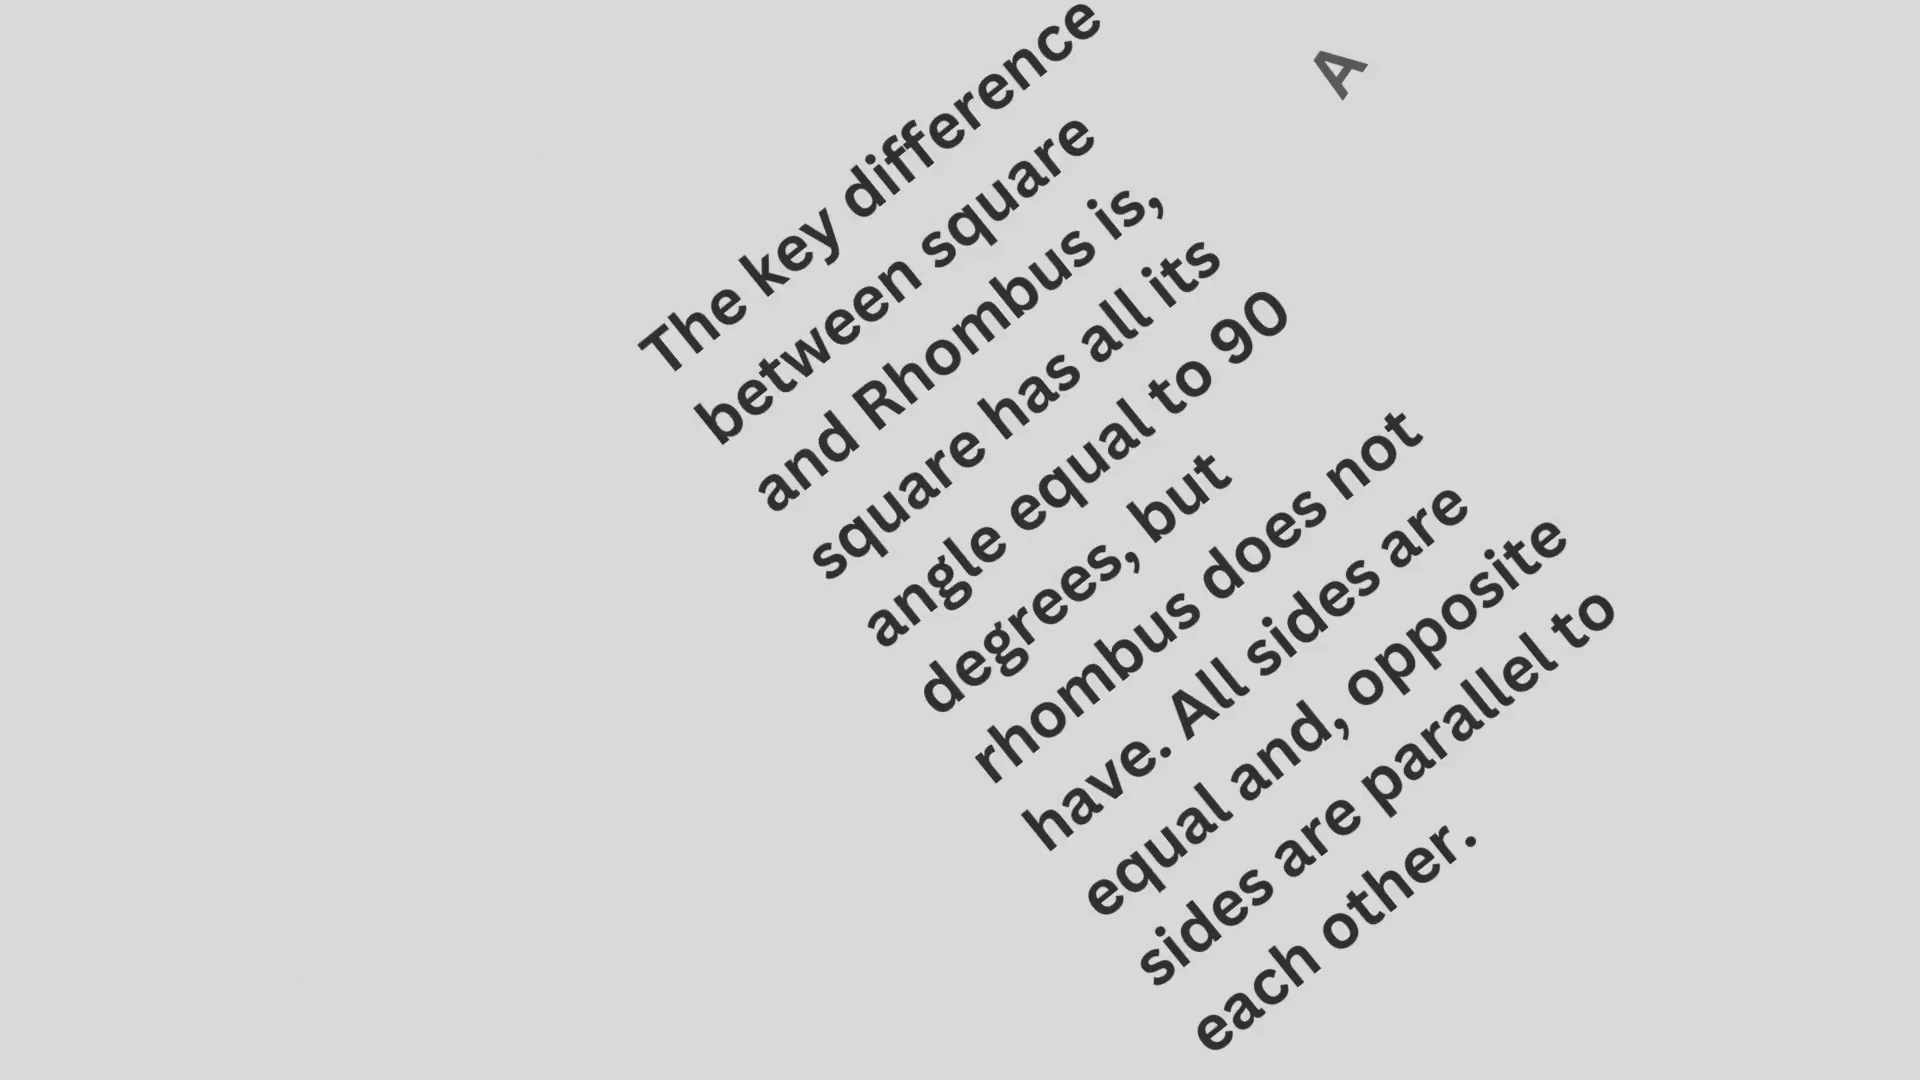 The key difference
between square
and Rhombus is,
square has all its
angle equal to 90
degrees, but
rhombus does not
have. All sides are
equal and, opposite
sides are parallel to
each other.
A